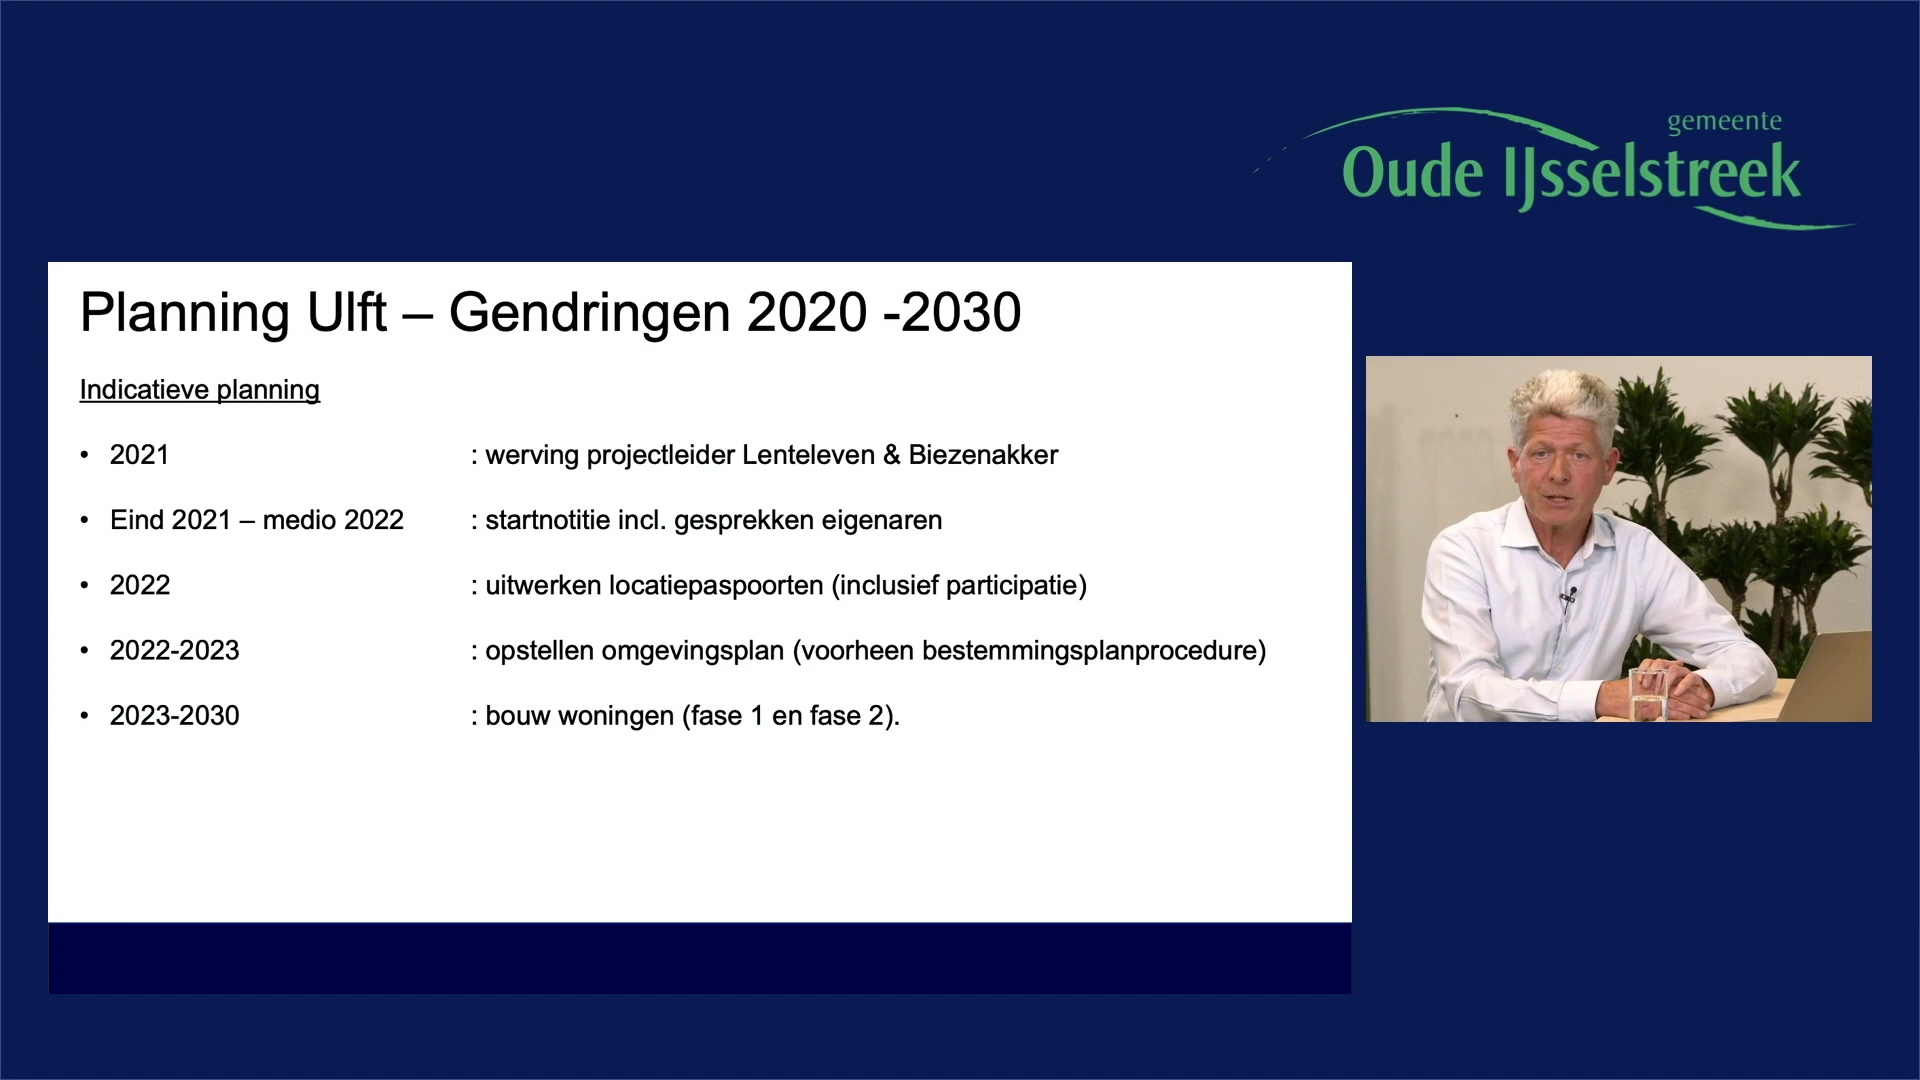 gemeente
Oude IJsselstreek
Planning Ulft – Gendringen 2020 -2030
Indicatieve planning
• 2021 : werving projectleider Lenteleven & Biezenakker
• Eind 2021 – medio 2022 : startnotitie incl. gesprekken eigenaren
• 2022 : uitwerken locatiepaspoorten (inclusief participatie)
• 2022-2023 : opstellen omgevingsplan (voorheen bestemmingsplanprocedure)
• 2023-2030 : bouw woningen (fase 1 en fase 2).